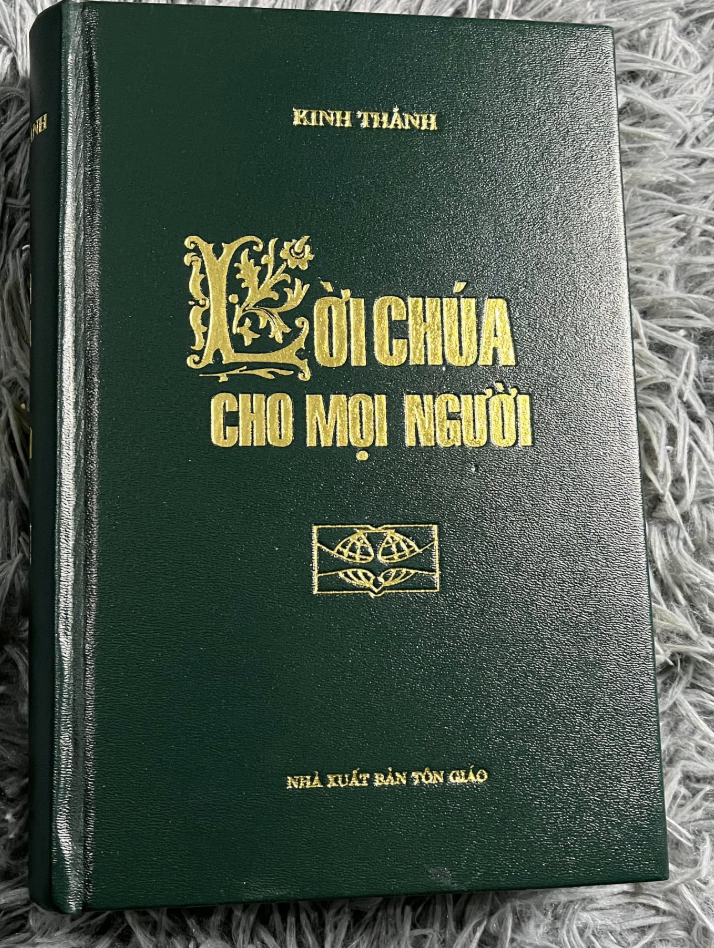 KINH THÁNH
LỜI CHÚA
CHO MỌI NGƯỜI
NHÀ XUẤT BẢN TÔN GIÁO